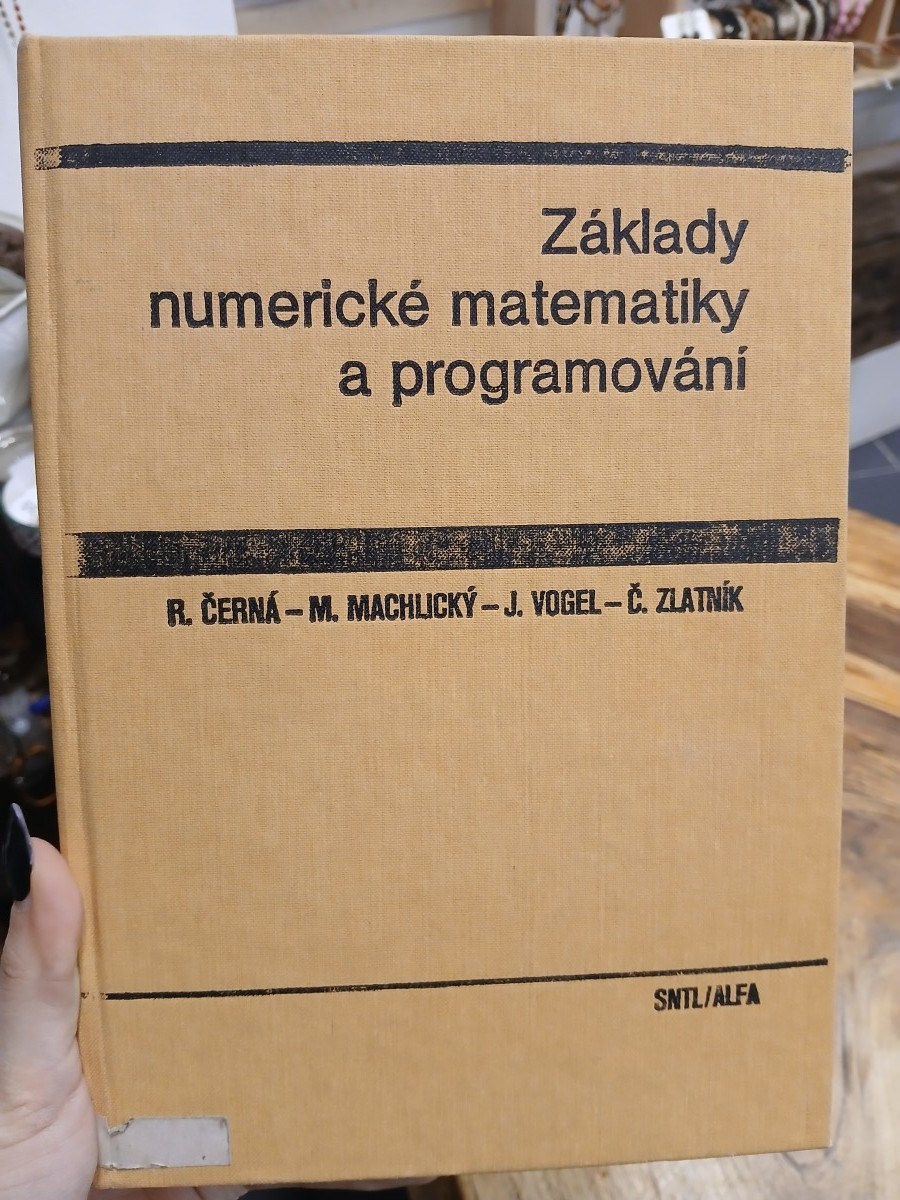 Základy
numerické matematiky
a programování
R. ČERNÁ – M. MACHLICKÝ – J. VOGEL – Č. ZLATNÍK
SNTL/ALFA